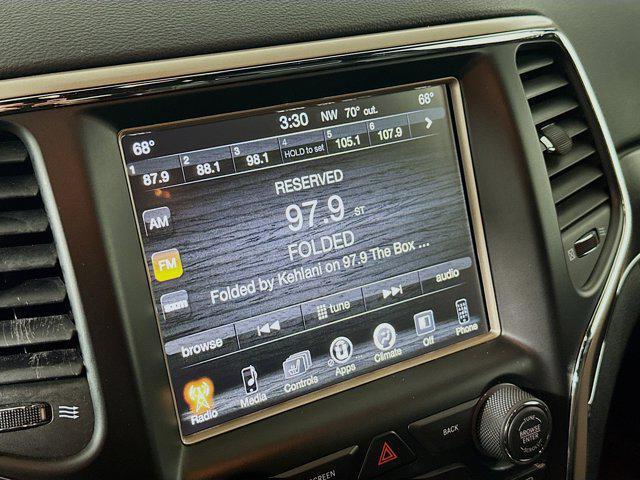 3:30 NW 70° out
68° 68°
1 87.9 2 88.1 3 98.1 4 HOLD to set 5 105.1 6 107.9 >
RESERVED
AM 97.9 ST
FM FOLDED
Folded by Kehlani on 97.9 The Box ...
browse tune audio
Radio Media Controls Apps Climate Off Phone
SCREEN BACK TUNE
BROWSE
ENTER